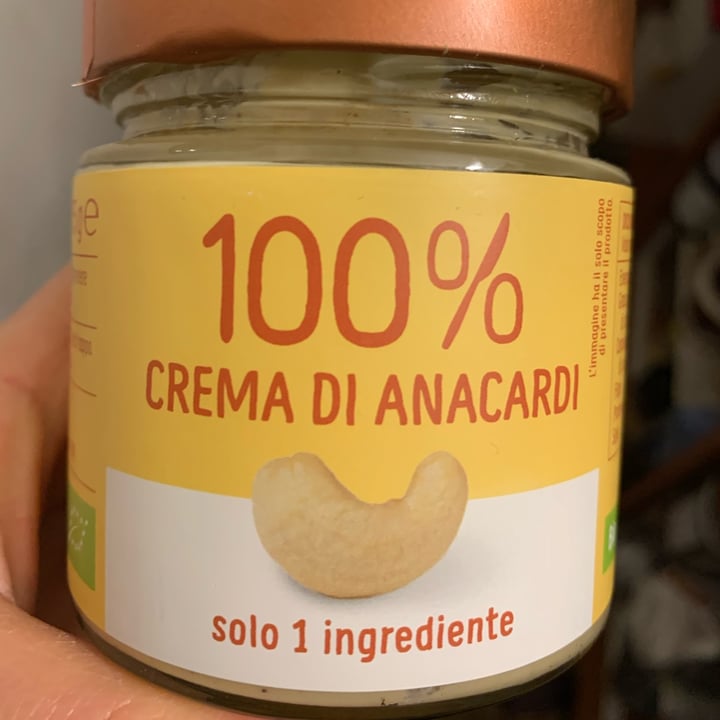 100%
CREMA DI ANACARDI
solo 1 ingrediente
L'immagine ha il solo scopo
di presentare il prodotto.